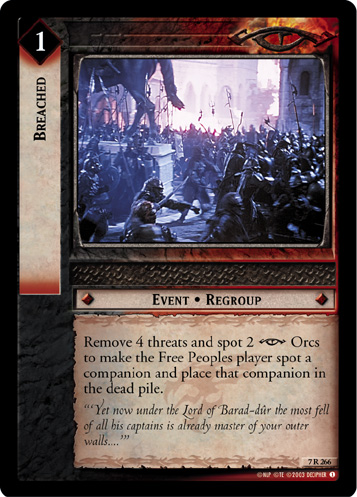 1
BREACHED
EVENT • REGROUP
Remove 4 threats and spot 2 Orcs
to make the Free Peoples player spot a
companion and place that companion in
the dead pile.
“‘Yet now under the Lord of Barad-dûr the most fell
of all his captains is already master of your outer
walls....’”
7 R 266
©NLP ™TE ©2003 DECIPHER